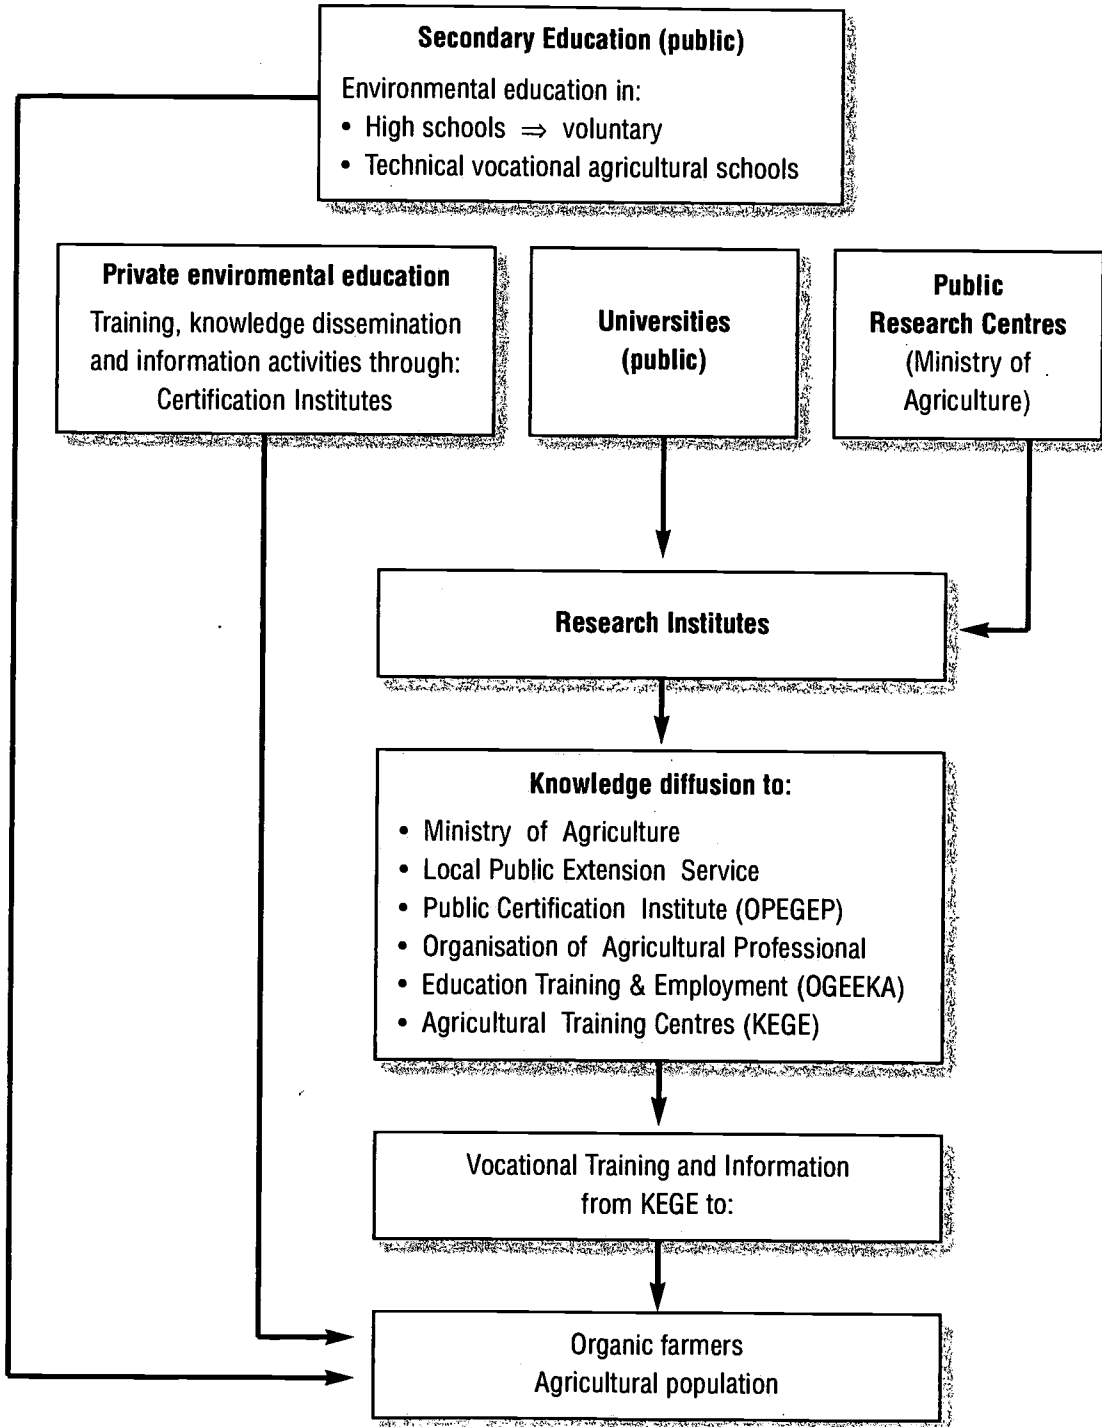 Secondary Education (public)
Environmental education in:
• High schools ⇒ voluntary
• Technical vocational agricultural schools
Private enviromental education
Training, knowledge dissemination
and information activities through:
Certification Institutes
Universities
(public)
Public
Research Centres
(Ministry of
Agriculture)
Research Institutes
Knowledge diffusion to:
• Ministry of Agriculture
• Local Public Extension Service
• Public Certification Institute (OPEGEP)
• Organisation of Agricultural Professional
• Education Training & Employment (OGEEKA)
• Agricultural Training Centres (KEGE)
Vocational Training and Information
from KEGE to:
Organic farmers
Agricultural population